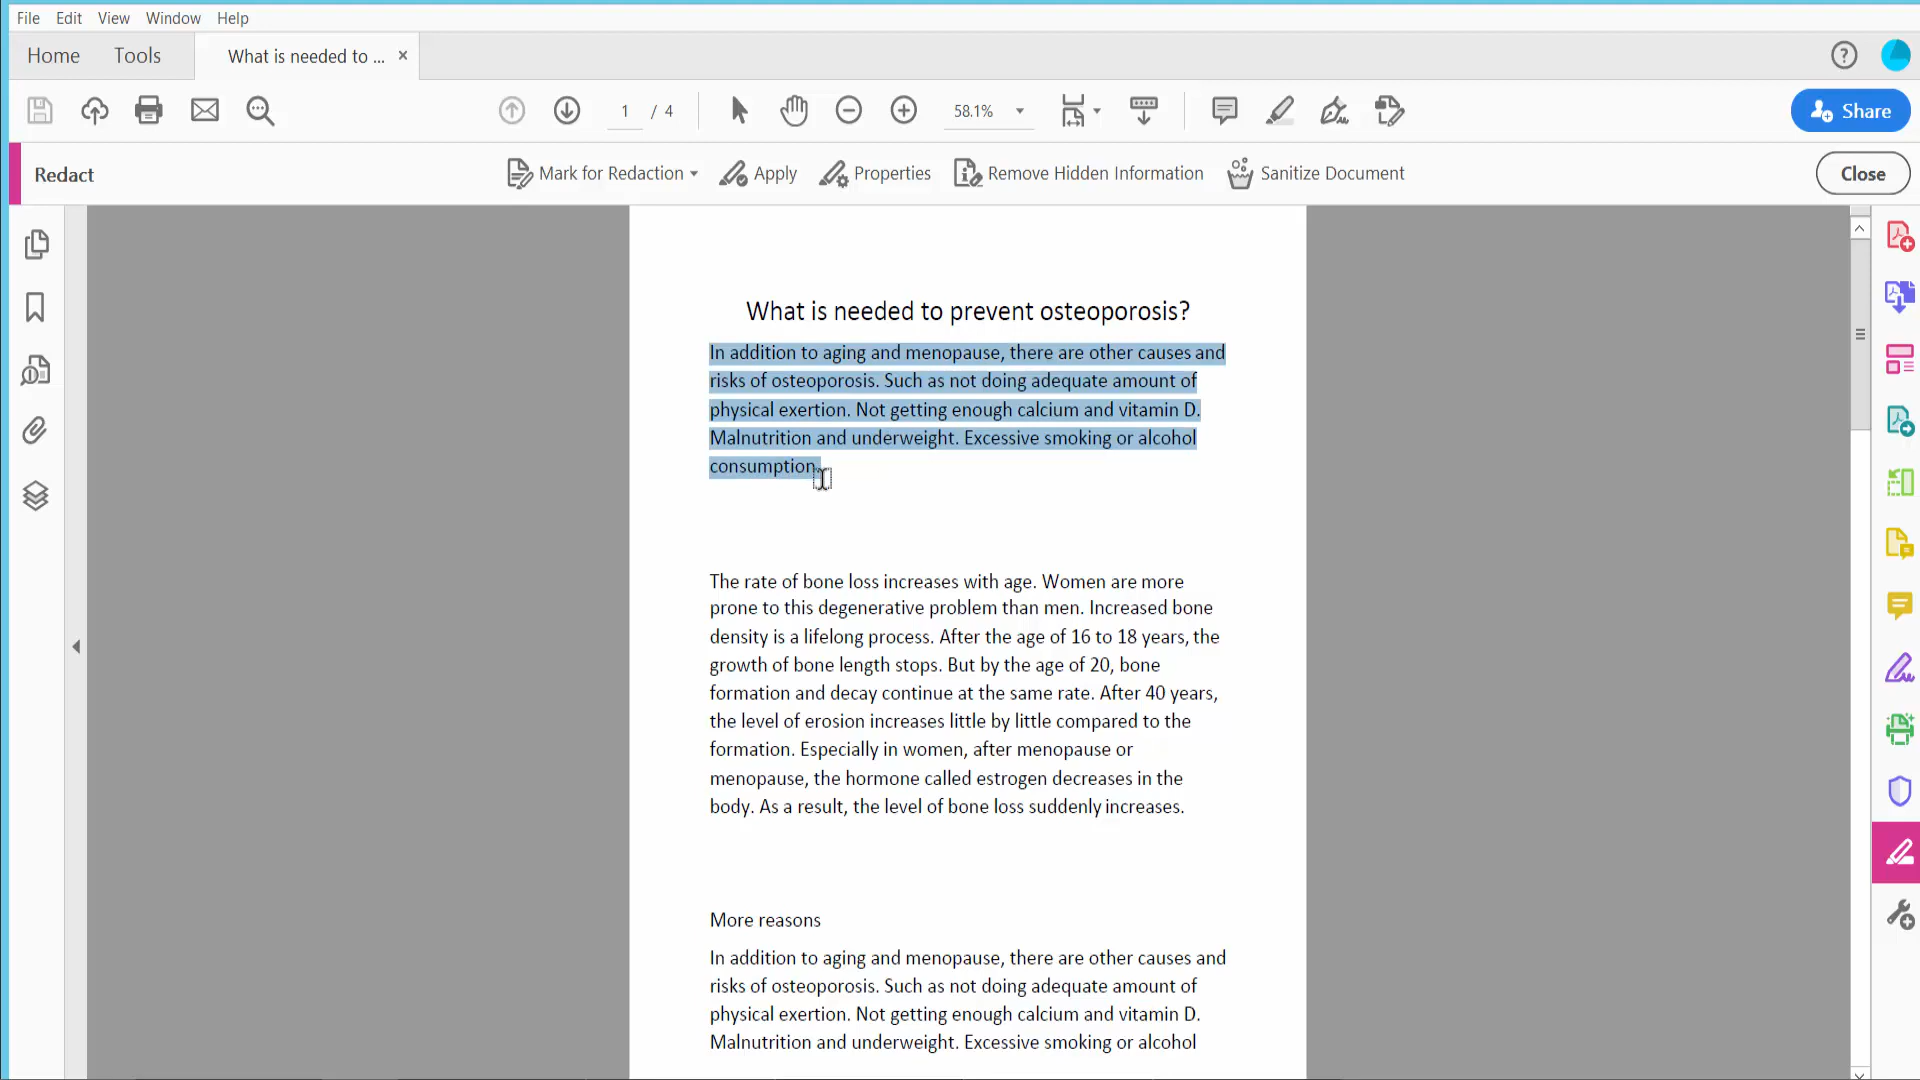 File Edit View Window Help
Home Tools What is needed to ... ×
1 / 4 58.1% Share
Redact Mark for Redaction Apply Properties Remove Hidden Information Sanitize Document Close
What is needed to prevent osteoporosis?
In addition to aging and menopause, there are other causes and
risks of osteoporosis. Such as not doing adequate amount of
physical exertion. Not getting enough calcium and vitamin D.
Malnutrition and underweight. Excessive smoking or alcohol
consumption.
The rate of bone loss increases with age. Women are more
prone to this degenerative problem than men. Increased bone
density is a lifelong process. After the age of 16 to 18 years, the
growth of bone length stops. But by the age of 20, bone
formation and decay continue at the same rate. After 40 years,
the level of erosion increases little by little compared to the
formation. Especially in women, after menopause or
menopause, the hormone called estrogen decreases in the
body. As a result, the level of bone loss suddenly increases.
More reasons
In addition to aging and menopause, there are other causes and
risks of osteoporosis. Such as not doing adequate amount of
physical exertion. Not getting enough calcium and vitamin D.
Malnutrition and underweight. Excessive smoking or alcohol